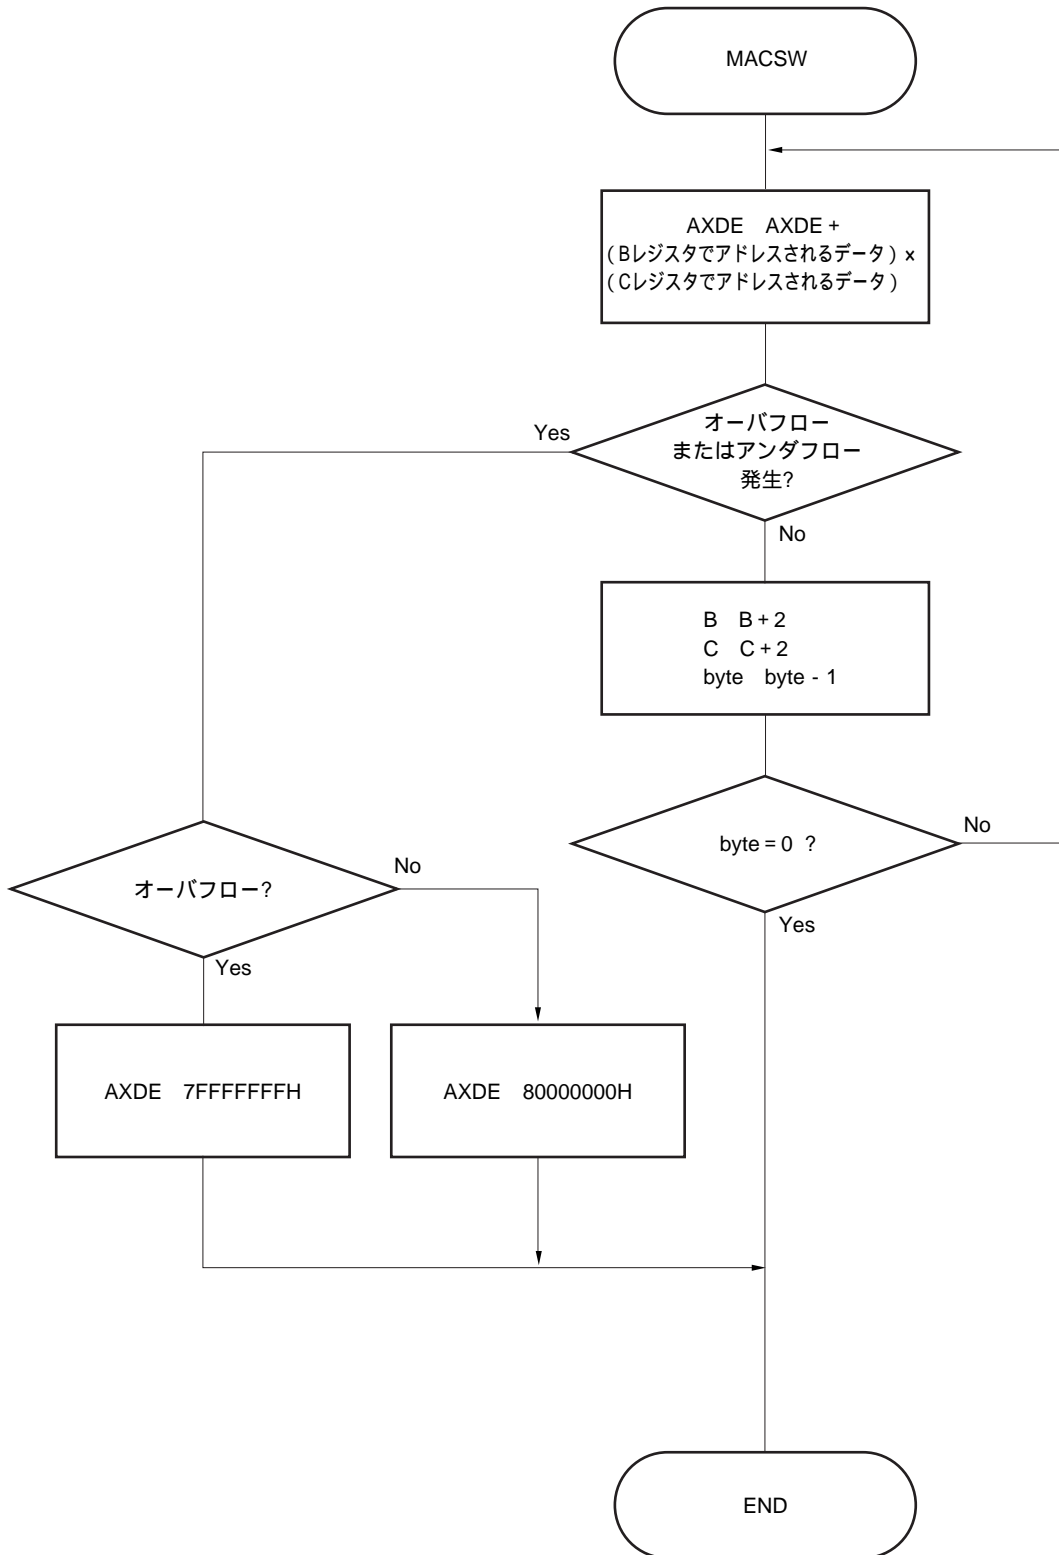 MACSW
AXDE AXDE +
(Bレジスタでアドレスされるデータ) ×
(Cレジスタでアドレスされるデータ)
オーバフロー
またはアンダフロー
発生?
Yes
No
B B + 2
C C + 2
byte byte - 1
byte = 0 ?
No
Yes
オーバフロー?
No
Yes
AXDE 7FFFFFFFH
AXDE 80000000H
END